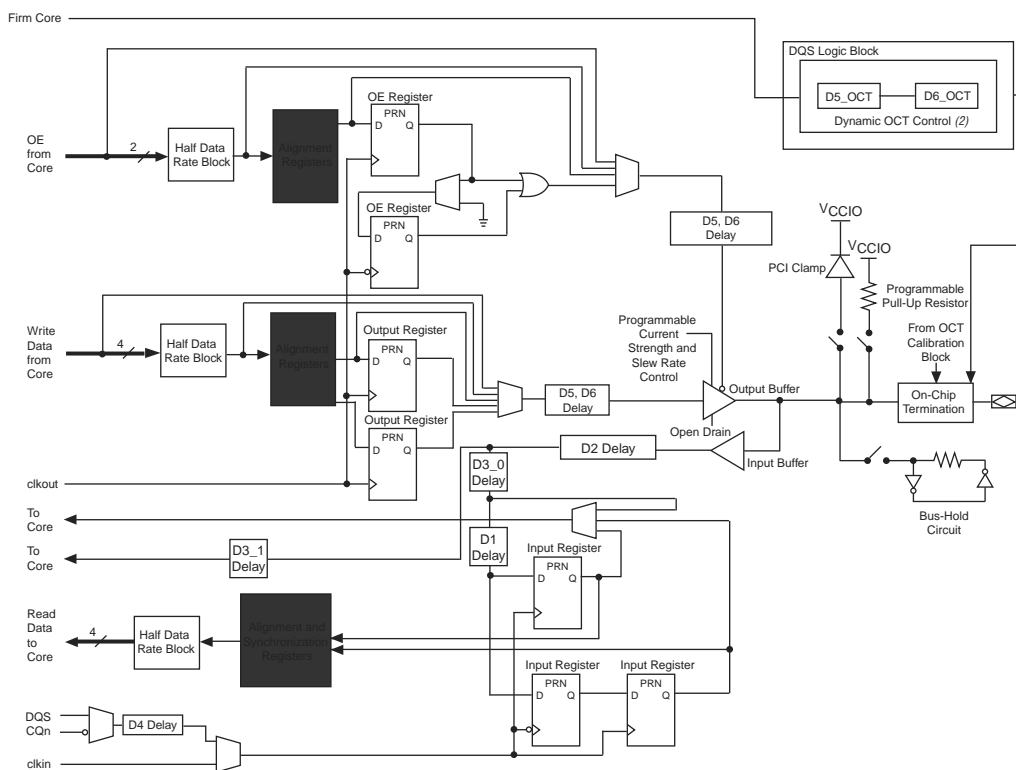 Firm Core
DQS Logic Block
D5_OCT
D6_OCT
Dynamic OCT Control (2)
OE
from
Core
2
Half Data
Rate Block
Alignment
Registers
OE Register
PRN
D
Q
OE Register
PRN
D
Q
D5, D6
Delay
VCCIO
VCCIO
PCI Clamp
Programmable
Pull-Up Resistor
From OCT
Calibration
Block
On-Chip
Termination
Write
Data
from
Core
4
Half Data
Rate Block
Alignment
Registers
Output Register
PRN
D
Q
Output Register
PRN
D
Q
D5, D6
Delay
Programmable
Current
Strength and
Slew Rate
Control
Output Buffer
Open Drain
Input Buffer
D2 Delay
Bus-Hold
Circuit
clkout
D3_0
Delay
To
Core
D1
Delay
To
Core
D3_1
Delay
Input Register
PRN
D
Q
Read
Data
to
Core
4
Half Data
Rate Block
Alignment and
Synchronization
Registers
Input Register
PRN
D
Q
Input Register
PRN
D
Q
DQS
CQn
D4 Delay
clkin